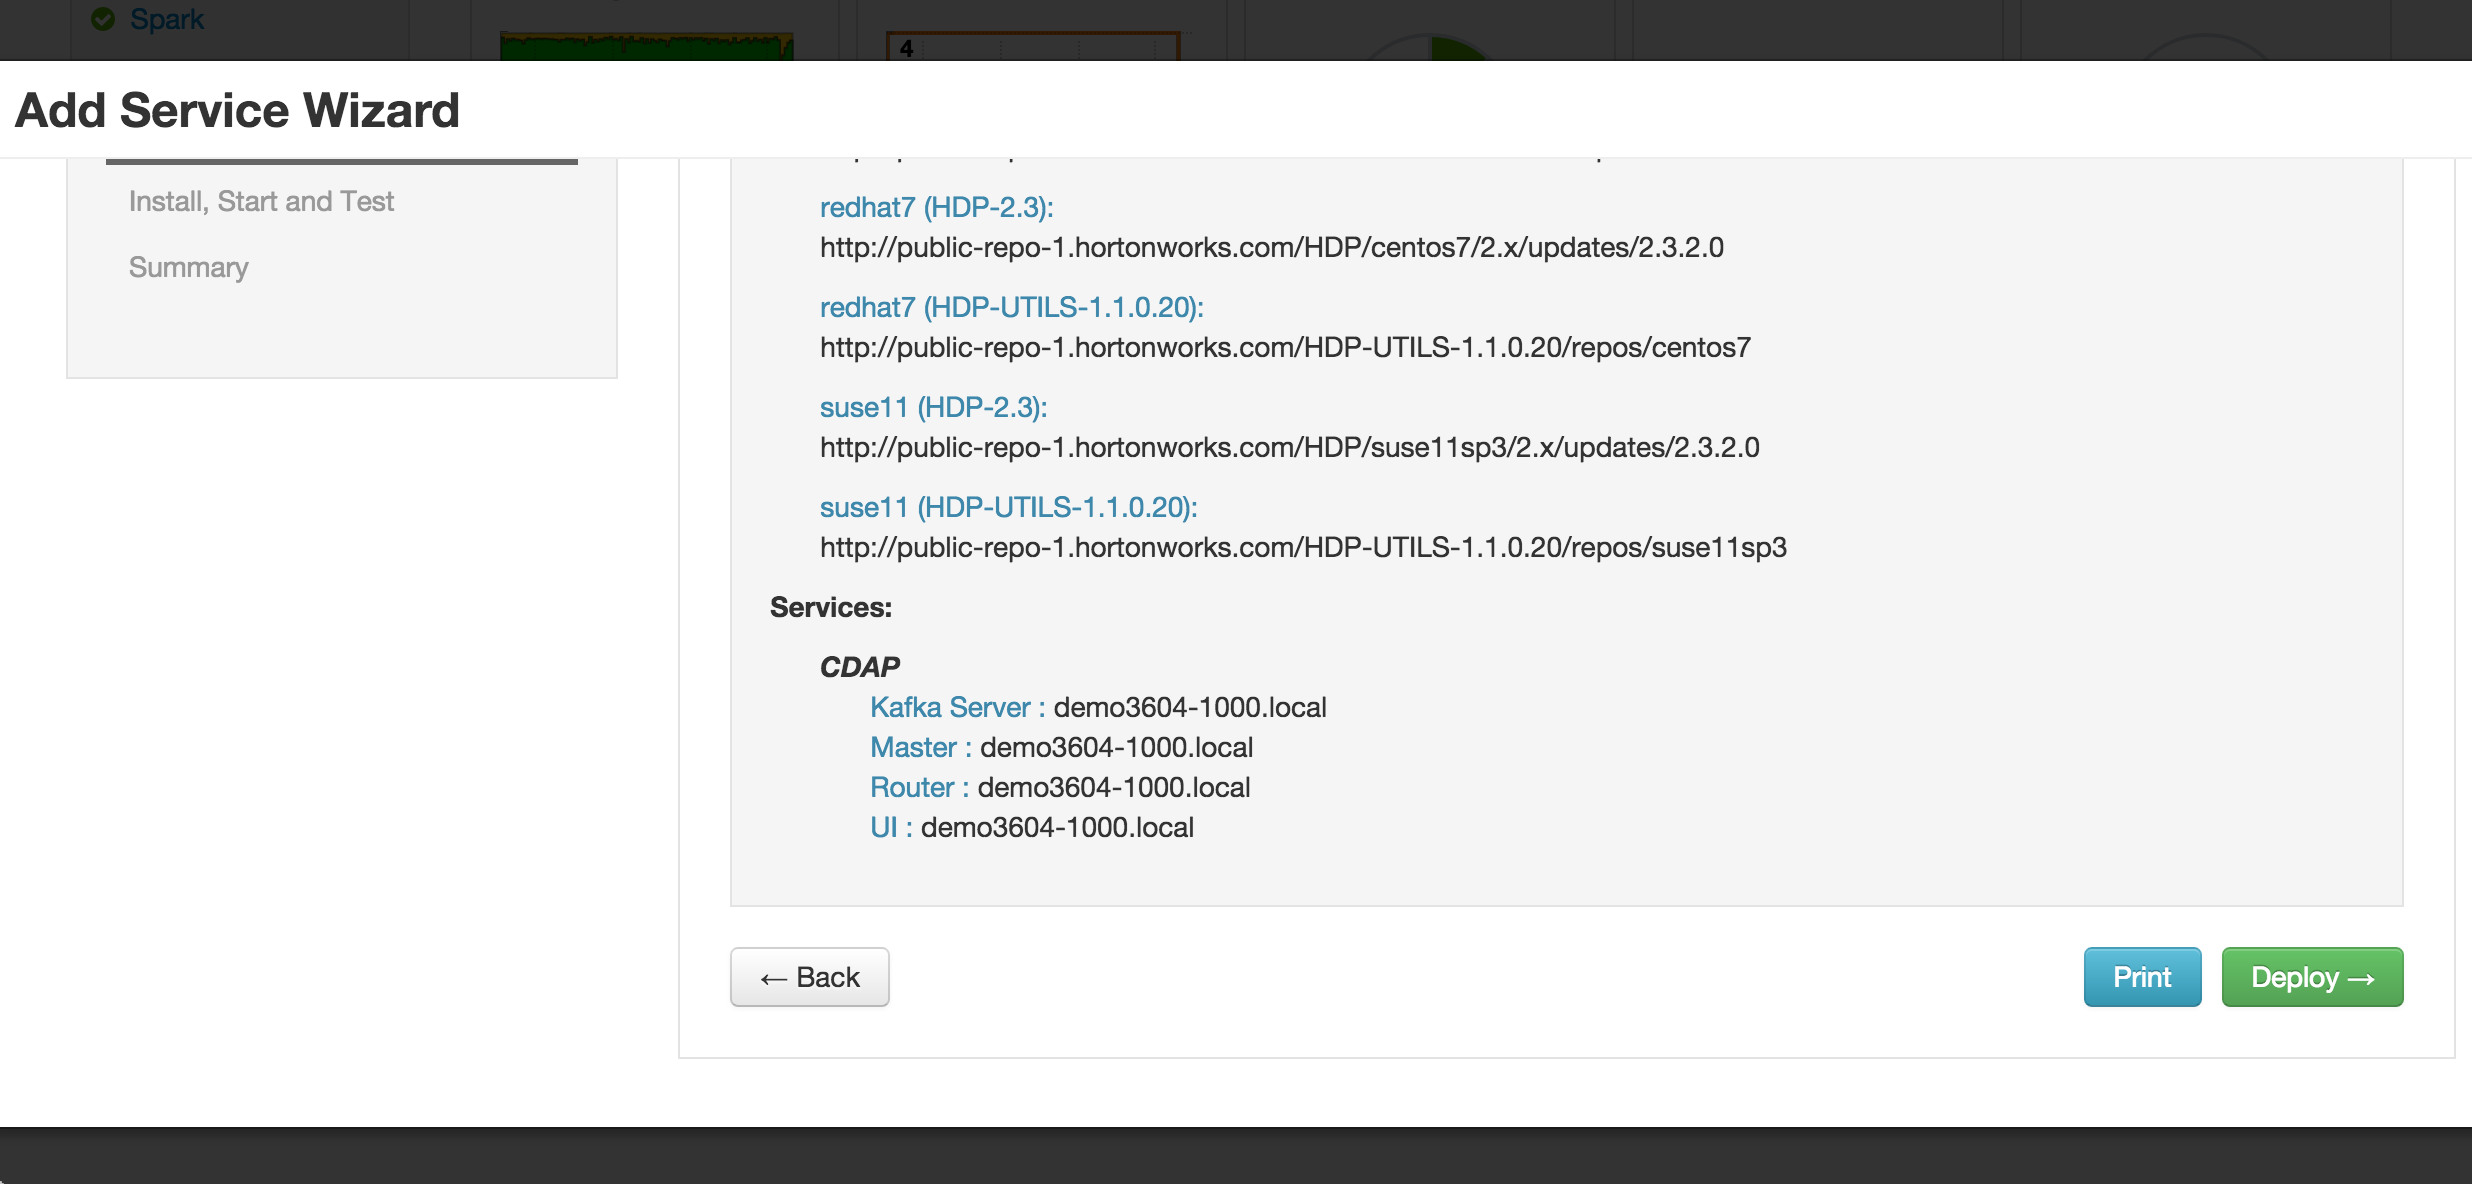 Spark
4
Add Service Wizard
Install, Start and Test
Summary
redhat7 (HDP-2.3):
http://public-repo-1.hortonworks.com/HDP/centos7/2.x/updates/2.3.2.0
redhat7 (HDP-UTILS-1.1.0.20):
http://public-repo-1.hortonworks.com/HDP-UTILS-1.1.0.20/repos/centos7
suse11 (HDP-2.3):
http://public-repo-1.hortonworks.com/HDP/suse11sp3/2.x/updates/2.3.2.0
suse11 (HDP-UTILS-1.1.0.20):
http://public-repo-1.hortonworks.com/HDP-UTILS-1.1.0.20/repos/suse11sp3
Services:
CDAP
Kafka Server : demo3604-1000.local
Master : demo3604-1000.local
Router : demo3604-1000.local
UI : demo3604-1000.local
← Back
Print
Deploy →